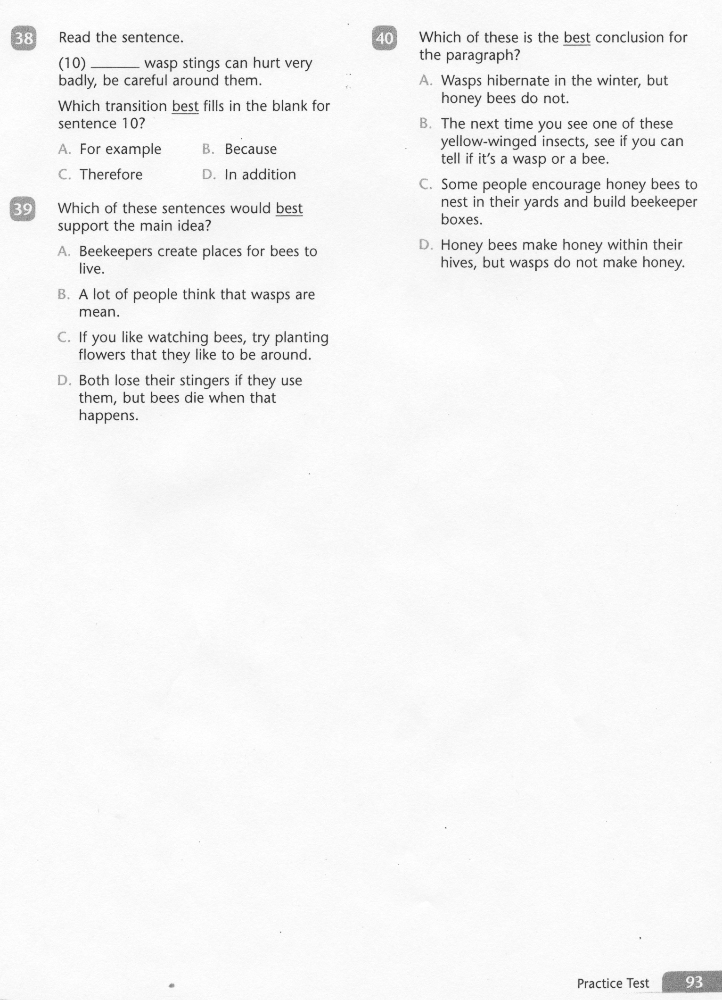 38 Read the sentence.
(10) ______ wasp stings can hurt very
badly, be careful around them.
Which transition best fills in the blank for
sentence 10?
A. For example B. Because
C. Therefore D. In addition
39 Which of these sentences would best
support the main idea?
A. Beekeepers create places for bees to
live.
B. A lot of people think that wasps are
mean.
C. If you like watching bees, try planting
flowers that they like to be around.
D. Both lose their stingers if they use
them, but bees die when that
happens.
40 Which of these is the best conclusion for
the paragraph?
A. Wasps hibernate in the winter, but
honey bees do not.
B. The next time you see one of these
yellow-winged insects, see if you can
tell if it's a wasp or a bee.
C. Some people encourage honey bees to
nest in their yards and build beekeeper
boxes.
D. Honey bees make honey within their
hives, but wasps do not make honey.
Practice Test 93